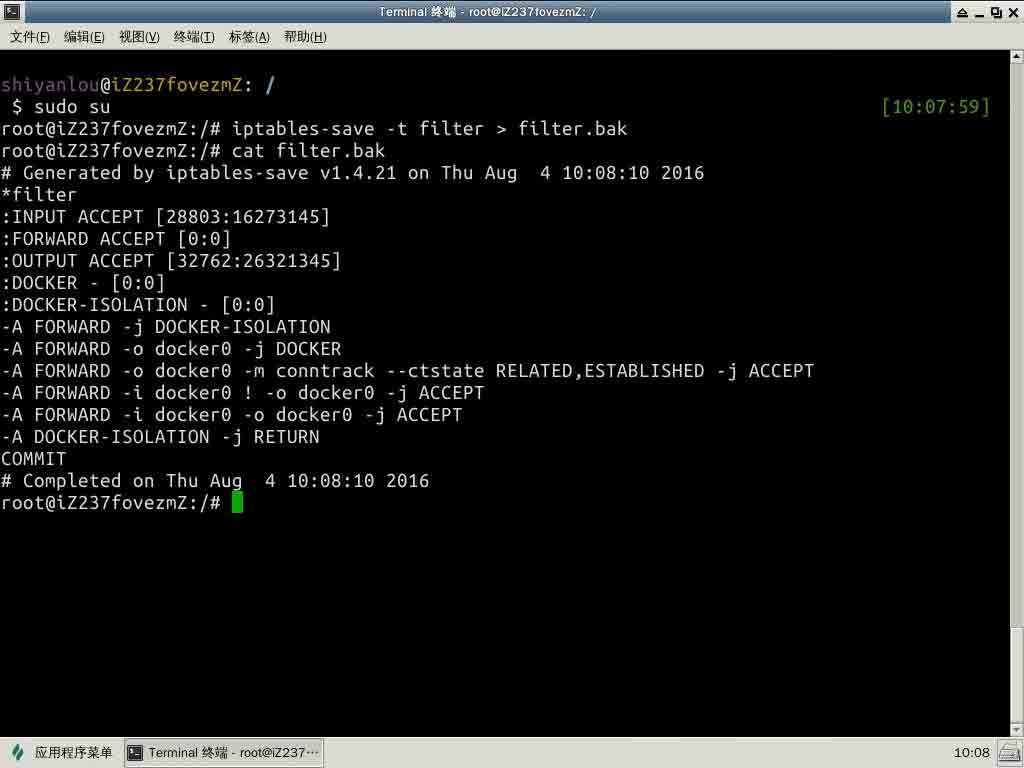 Terminal 终端 - root@iZ237fovezmZ: /
文件(F) 编辑(E) 视图(V) 终端(T) 标签(A) 帮助(H)
shiyanlou@iZ237fovezmZ: /
$ sudo su [10:07:59]
root@iZ237fovezmZ:/# iptables-save -t filter > filter.bak
root@iZ237fovezmZ:/# cat filter.bak
# Generated by iptables-save v1.4.21 on Thu Aug  4 10:08:10 2016
*filter
:INPUT ACCEPT [28803:16273145]
:FORWARD ACCEPT [0:0]
:OUTPUT ACCEPT [32762:26321345]
:DOCKER - [0:0]
:DOCKER-ISOLATION - [0:0]
-A FORWARD -j DOCKER-ISOLATION
-A FORWARD -o docker0 -j DOCKER
-A FORWARD -o docker0 -m conntrack --ctstate RELATED,ESTABLISHED -j ACCEPT
-A FORWARD -i docker0 ! -o docker0 -j ACCEPT
-A FORWARD -i docker0 -o docker0 -j ACCEPT
-A DOCKER-ISOLATION -j RETURN
COMMIT
# Completed on Thu Aug  4 10:08:10 2016
root@iZ237fovezmZ:/#
应用程序菜单 Terminal 终端 - root@iZ237… 10:08